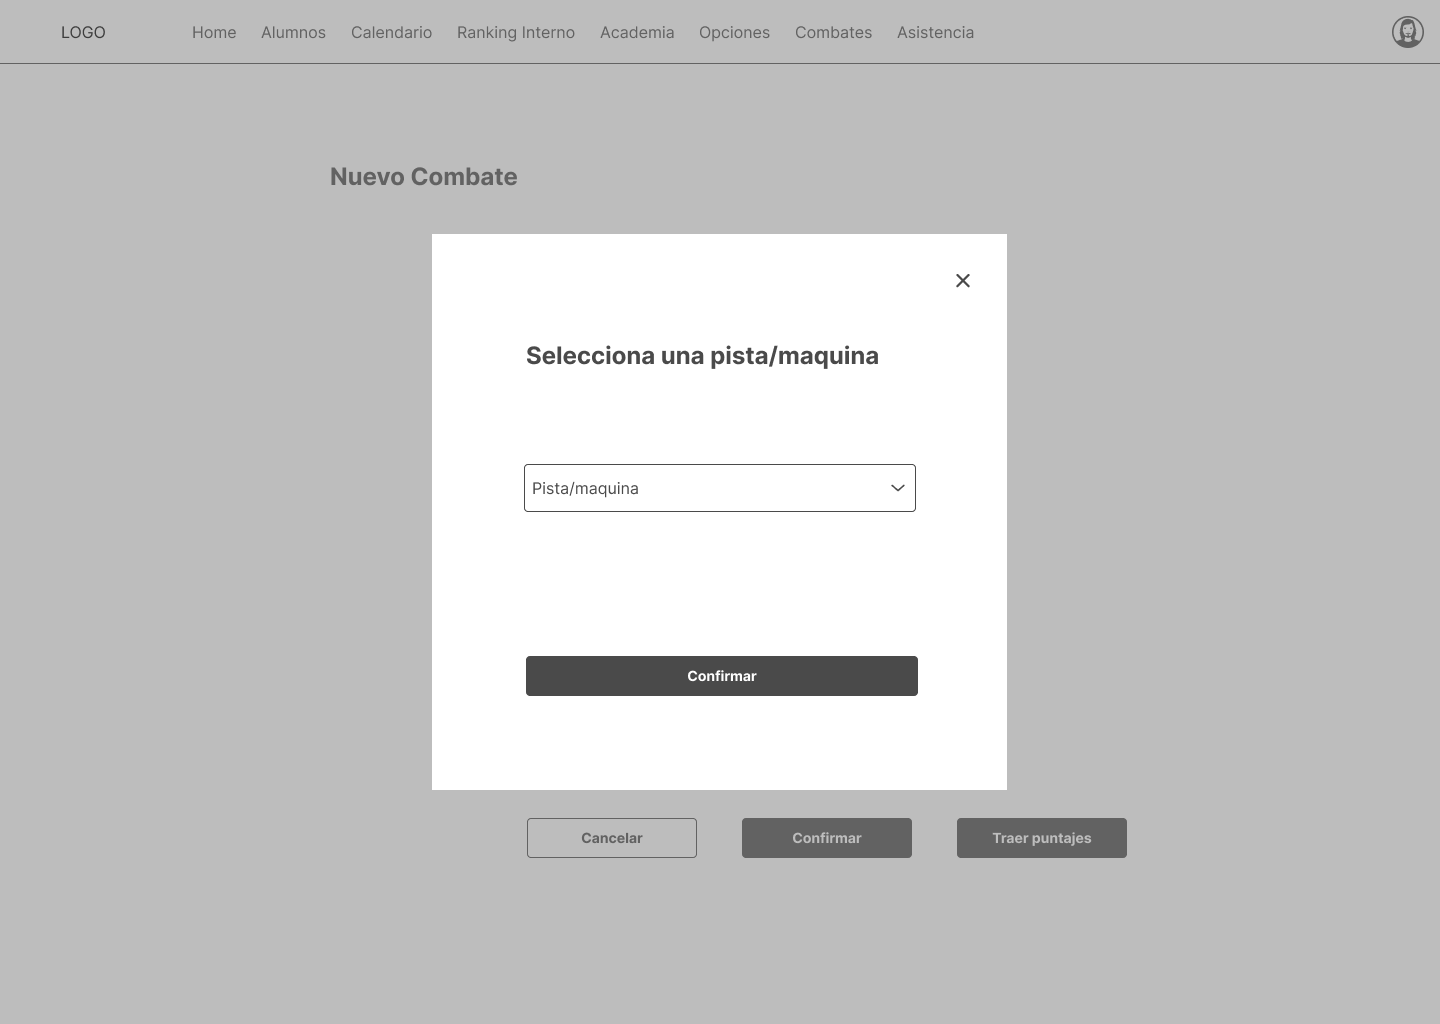 LOGO Home Alumnos Calendario Ranking Interno Academia Opciones Combates Asistencia
Nuevo Combate
Selecciona una pista/maquina
Pista/maquina
Confirmar
Cancelar Confirmar Traer puntajes